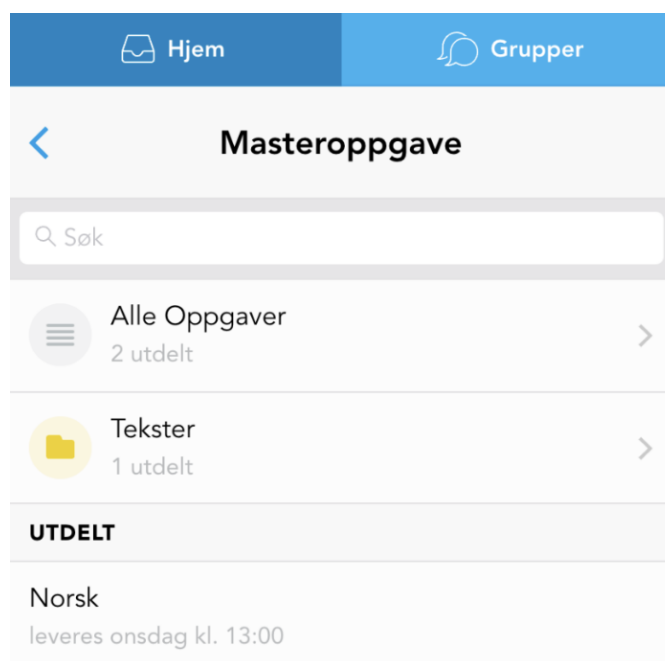 Hjem
Grupper
Masteroppgave
Søk
Alle Oppgaver
2 utdelt
Tekster
1 utdelt
UTDELT
Norsk
leveres onsdag kl. 13:00